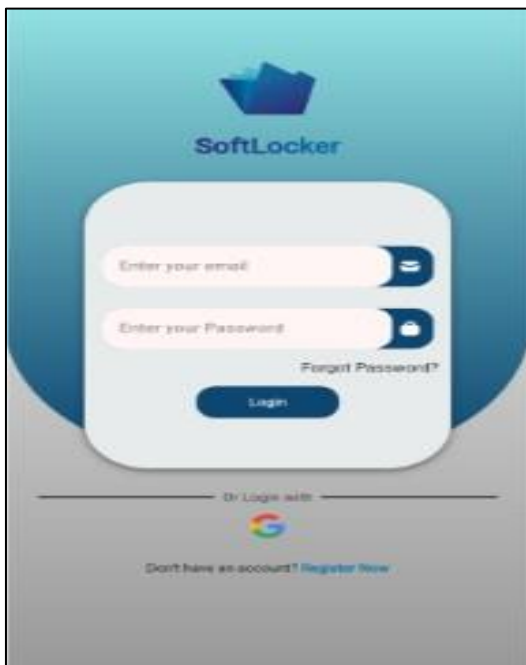 SoftLocker
Enter your email
Enter your Password
Forgot Password?
Login
Or Login with
Don't have an account? Register Now